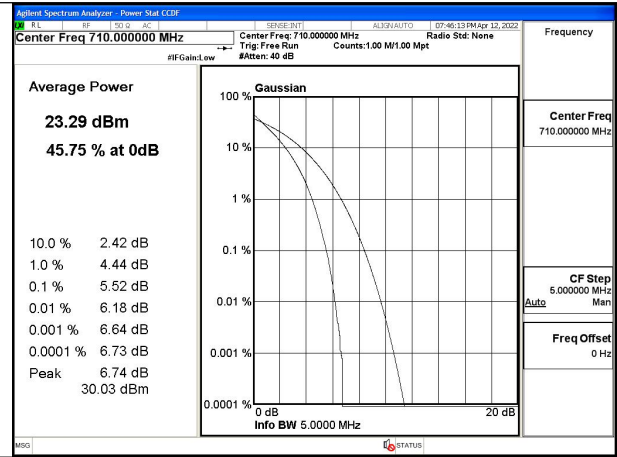 Agilent Spectrum Analyzer - Power Stat CCDF
RL RF 50 Ω AC SENSE:INT ALIGN AUTO 07:46:13 PM Apr 12, 2022
Center Freq 710.000000 MHz
Center Freq: 710.000000 MHz Radio Std: None
Trig: Free Run Counts:1.00 M/1.00 Mpt
#IFGain:Low #Atten: 40 dB
Frequency
Average Power
23.29 dBm
45.75 % at 0dB
10.0 % 2.42 dB
1.0 % 4.44 dB
0.1 % 5.52 dB
0.01 % 6.18 dB
0.001 % 6.64 dB
0.0001 % 6.73 dB
Peak 6.74 dB
30.03 dBm
Gaussian
100 %
10 %
1 %
0.1 %
0.01 %
0.001 %
0.0001 %
0 dB 20 dB
Info BW 5.0000 MHz
Center Freq
710.000000 MHz
CF Step
5.000000 MHz
Auto Man
Freq Offset
0 Hz
MSG STATUS